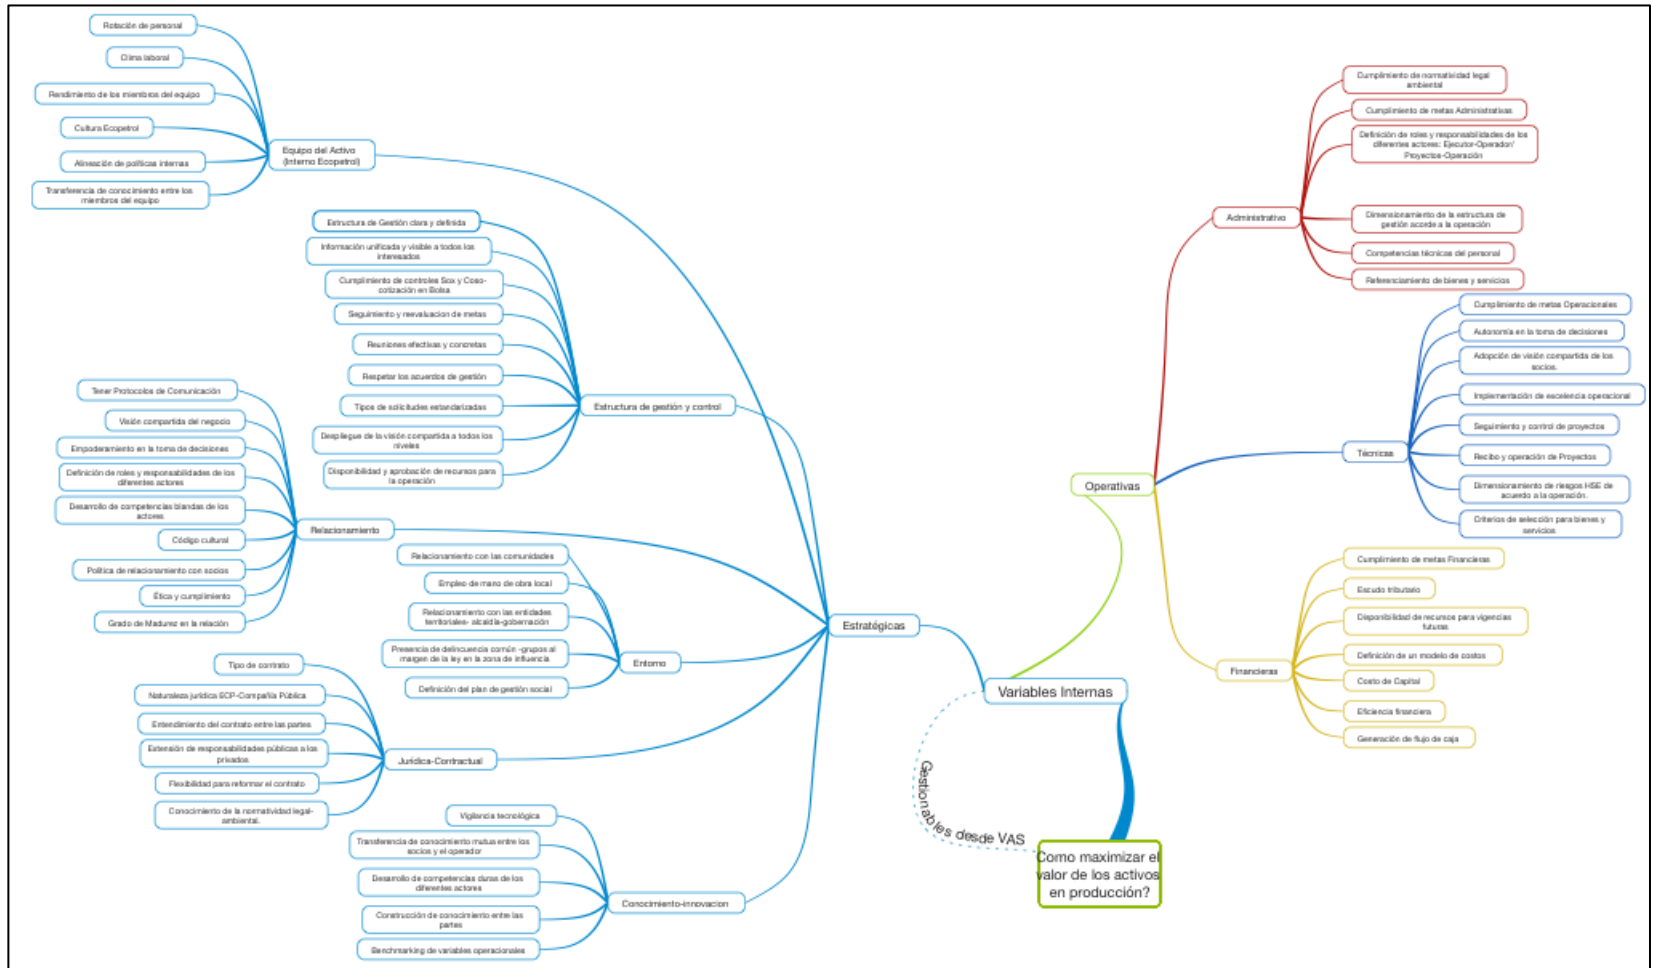 Rotación de personal
Clima laboral
Rendimiento de los miembros del equipo
Cultura Ecopetrol
Alineación de políticas internas
Transferencia de conocimiento entre los
miembros del equipo
Equipo del Activo
(Interno Ecopetrol)
Estructura de Gestión clara y definida
Información unificada y visible a todos los
interesados
Cumplimiento de controles Sox y Coso-
cotización en Bolsa
Seguimiento y reevaluacion de metas
Reuniones efectivas y concretas
Respetar los acuerdos de gestión
Tipos de solicitudes estandarizadas
Despliegue de la visión compartida a todos los
niveles
Disponibilidad y aprobación de recursos para
la operación
Estructura de gestión y control
Tener Protocolos de Comunicación
Visión compartida del negocio
Empoderamiento en la toma de decisiones
Definición de roles y responsabilidades de los
diferentes actores
Desarrollo de competencias blandas de los
actores
Código cultural
Política de relacionamiento con socios
Ética y cumplimiento
Grado de Madurez en la relación
Relacionamiento
Relacionamiento con las comunidades
Empleo de mano de obra local
Relacionamiento con las entidades
territoriales- alcaldía-gobernación
Presencia de delincuencia común -grupos al
margen de la ley en la zona de influencia
Definición del plan de gestión social
Entorno
Tipo de contrato
Naturaleza jurídica ECP-Compañía Pública
Entendimiento del contrato entre las partes
Extensión de responsabilidades públicas a los
privados
Flexibilidad para reformar el contrato
Conocimiento de la normatividad legal-
ambiental.
Jurídica-Contractual
Vigilancia tecnológica
Transferencia de conocimiento mutua entre los
socios y el operador
Desarrollo de competencias duras de los
diferentes actores
Construcción de conocimiento entre las
partes
Benchmarking de variables operacionales
Conocimiento-innovacion
Estratégicas
Variables Internas
Gestionables desde VAS
Como maximizar el
valor de los activos
en producción?
Operativas
Administrativo
Cumplimiento de normatividad legal
ambiental
Cumplimiento de metas Administrativas
Definición de roles y responsabilidades de los
diferentes actores: Ejecutor-Operador/
Proyectos-Operación
Dimensionamiento de la estructura de
gestión acorde a la operación
Competencias técnicas del personal
Referenciamiento de bienes y servicios
Técnicas
Cumplimiento de metas Operacionales
Autonomía en la toma de decisiones
Adopción de visión compartida de los
socios.
Implementación de excelencia operacional
Seguimiento y control de proyectos
Recibo y operación de Proyectos
Dimensionamiento de riesgos HSE de
acuerdo a la operación.
Criterios de selección para bienes y
servicios
Financieras
Cumplimiento de metas Financieras
Escudo tributario
Disponibilidad de recursos para vigencias
futuras
Definición de un modelo de costos
Costo de Capital
Eficiencia financiera
Generación de flujo de caja